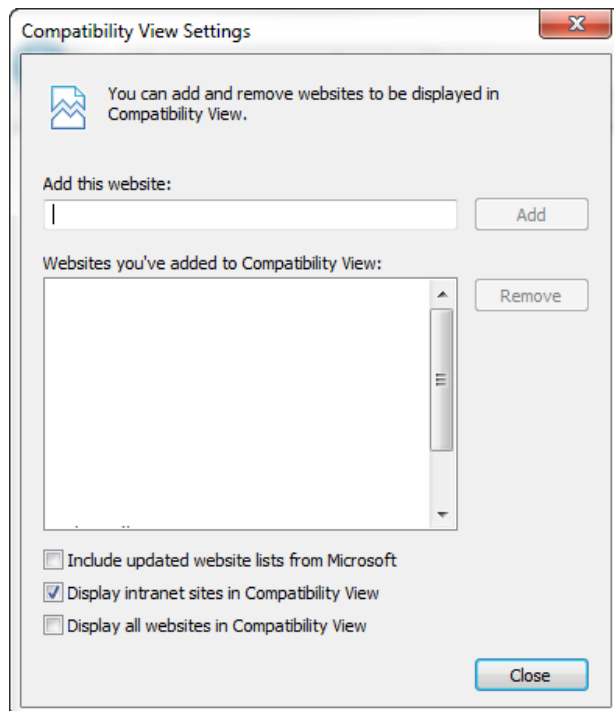 Compatibility View Settings
You can add and remove websites to be displayed in
Compatibility View.
Add this website:
Add
Websites you've added to Compatibility View:
Remove
Include updated website lists from Microsoft
Display intranet sites in Compatibility View
Display all websites in Compatibility View
Close